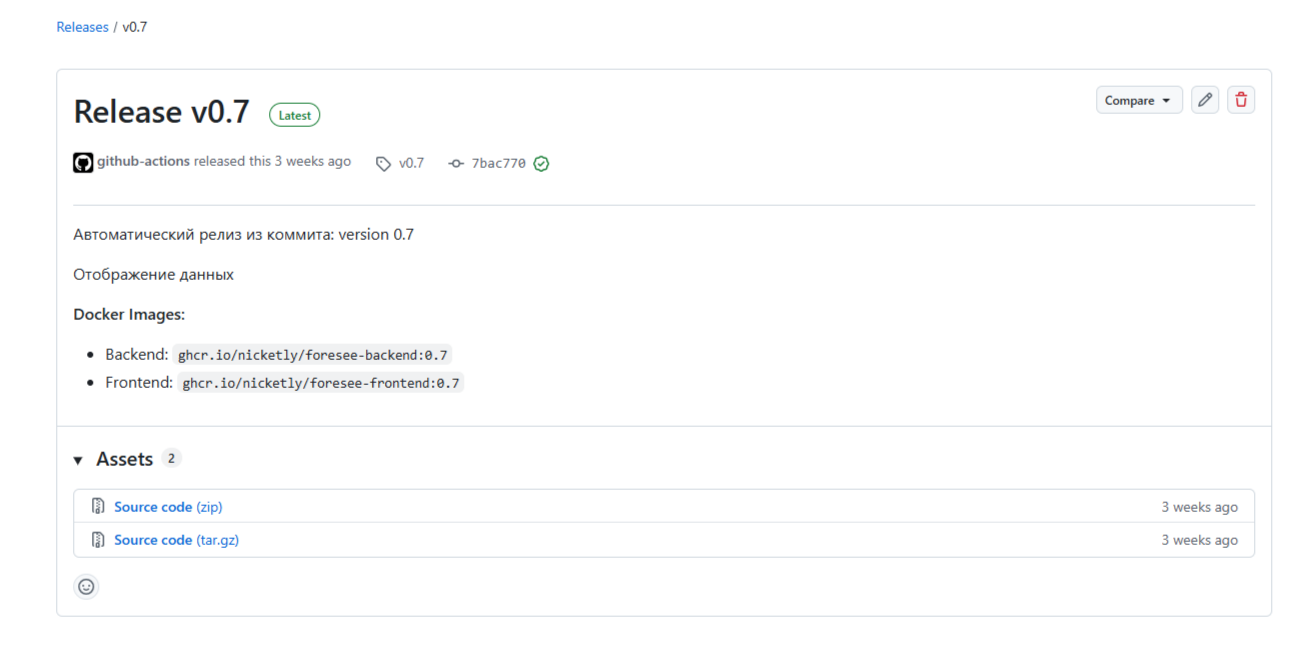 Releases / v0.7
Release v0.7 Latest
Compare
github-actions released this 3 weeks ago v0.7 7bac770
Автоматический релиз из коммита: version 0.7
Отображение данных
Docker Images:
• Backend: ghcr.io/nicketly/foresee-backend:0.7
• Frontend: ghcr.io/nicketly/foresee-frontend:0.7
Assets 2
Source code (zip) 3 weeks ago
Source code (tar.gz) 3 weeks ago